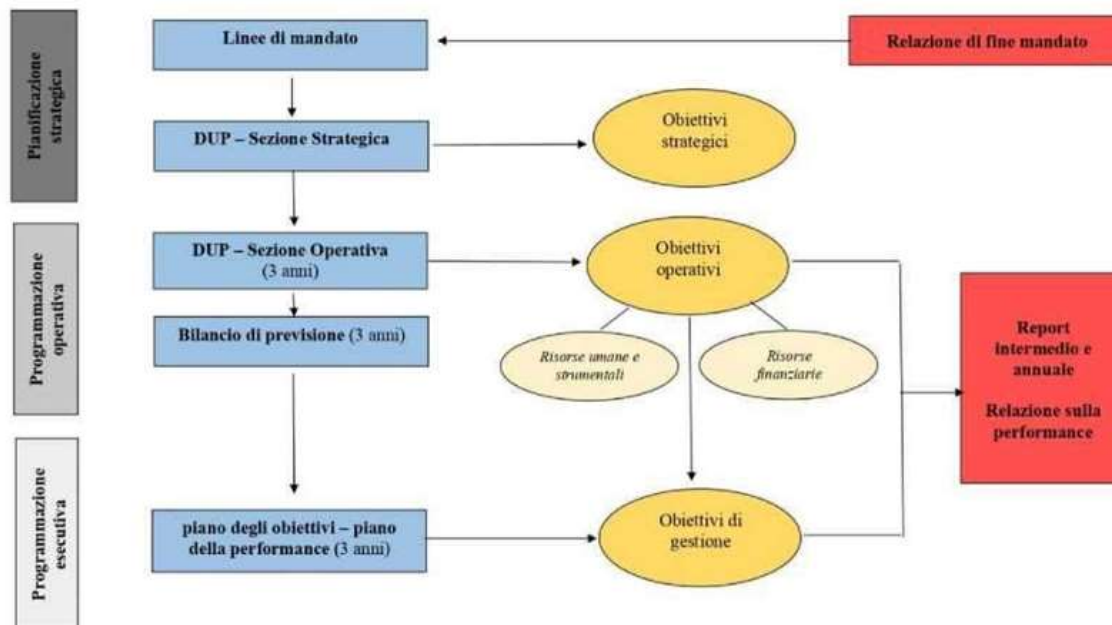 Pianificazione
strategica
Linee di mandato
Relazione di fine mandato
DUP – Sezione Strategica
Obiettivi
strategici
Programmazione
operativa
DUP – Sezione Operativa
(3 anni)
Obiettivi
operativi
Bilancio di previsione (3 anni)
Risorse umane e
strumentali
Risorse
finanziarie
Report
intermedio e
annuale
Relazione sulla
performance
Programmazione
esecutiva
piano degli obiettivi – piano
della performance (3 anni)
Obiettivi di
gestione